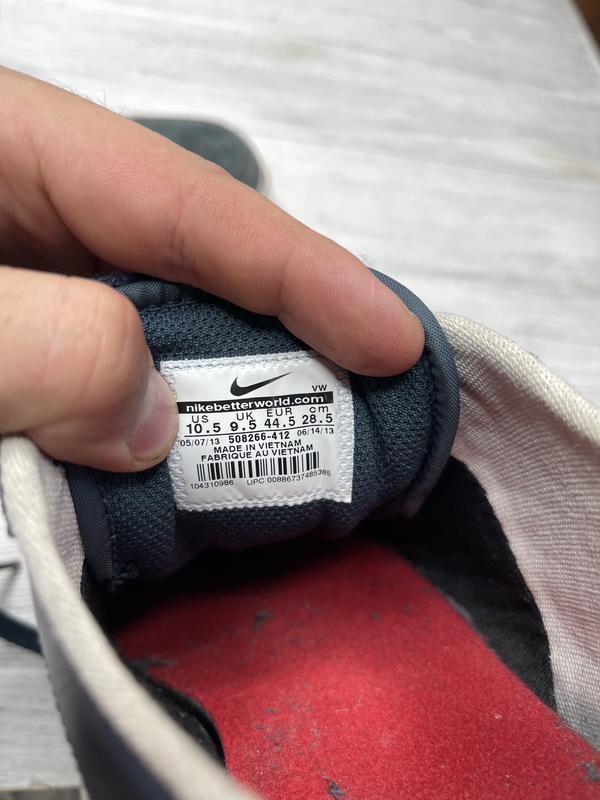 VW
nikebetterworld.com
US UK EUR cm
10.5 9.5 44.5 28.5
05/07/13 508266-412 06/14/13
MADE IN VIETNAM
FABRIQUE AU VIETNAM
104310986 UPC 00886737485385